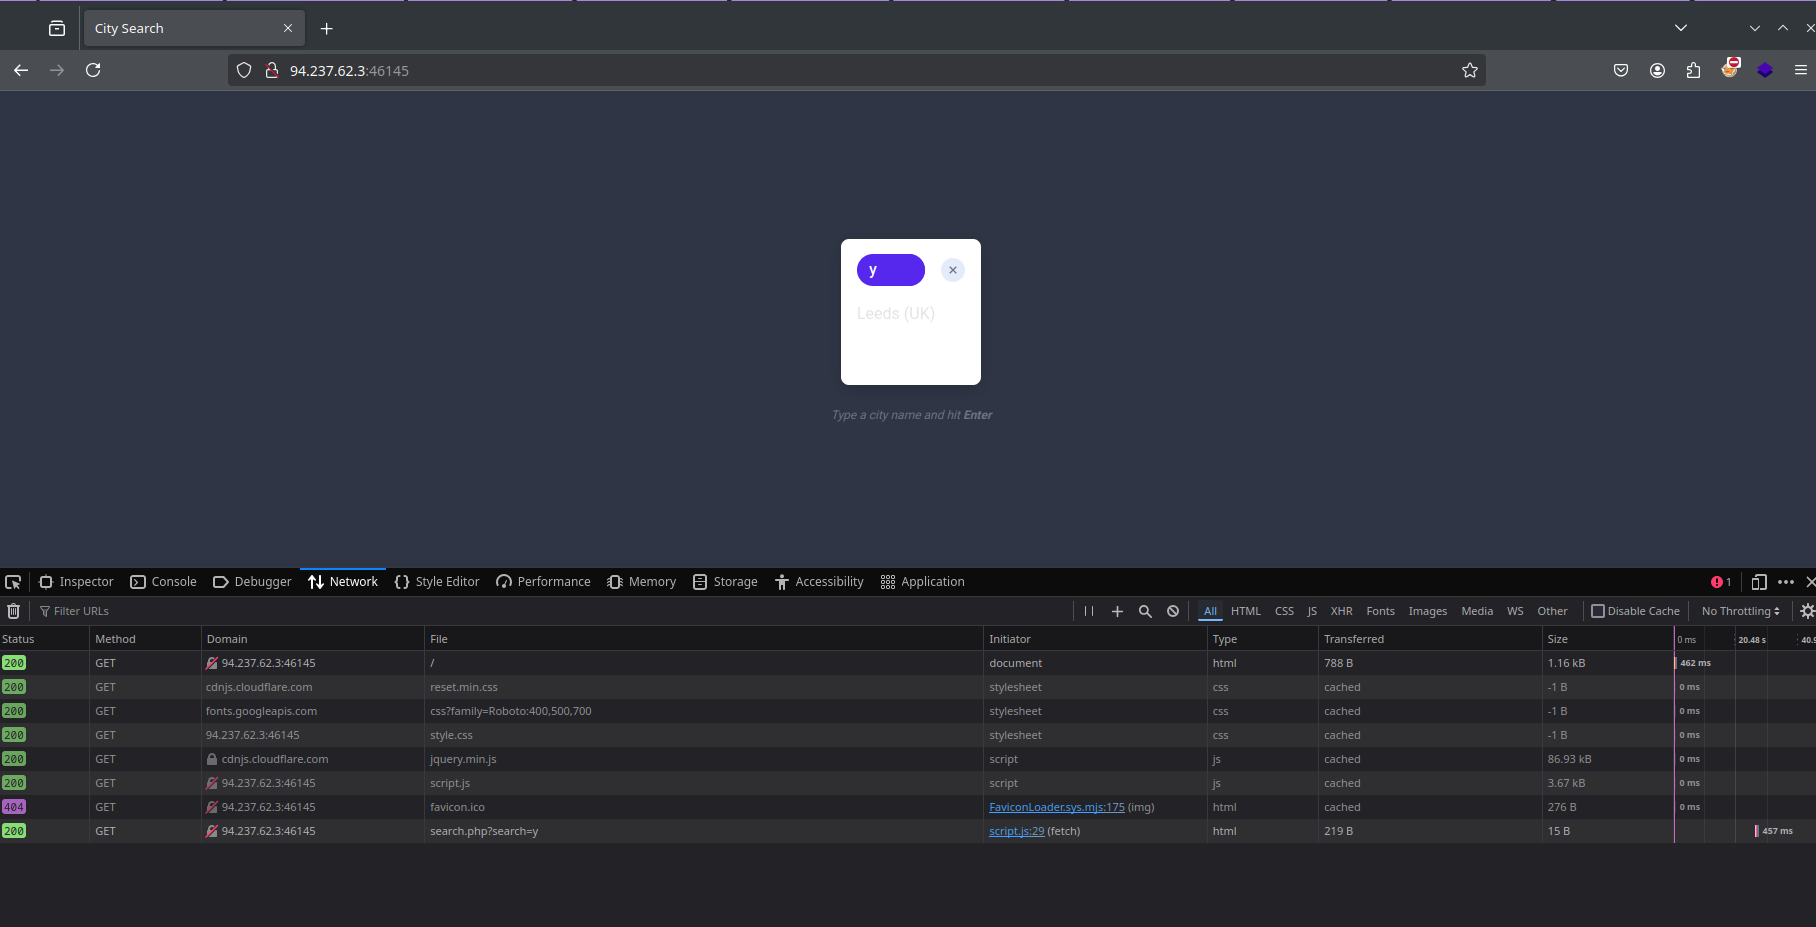 City Search
94.237.62.3:46145
y
Leeds (UK)
Type a city name and hit Enter
Inspector Console Debugger Network Style Editor Performance Memory Storage Accessibility Application 1
Filter URLs All HTML CSS JS XHR Fonts Images Media WS Other Disable Cache No Throttling
Status Method Domain File Initiator Type Transferred Size 0 ms 20.48 s 40.9
200 GET 94.237.62.3:46145 / document html 788 B 1.16 kB 462 ms
200 GET cdnjs.cloudflare.com reset.min.css stylesheet css cached -1 B 0 ms
200 GET fonts.googleapis.com css?family=Roboto:400,500,700 stylesheet css cached -1 B 0 ms
200 GET 94.237.62.3:46145 style.css stylesheet css cached -1 B 0 ms
200 GET cdnjs.cloudflare.com jquery.min.js script js cached 86.93 kB 0 ms
200 GET 94.237.62.3:46145 script.js script js cached 3.67 kB 0 ms
404 GET 94.237.62.3:46145 favicon.ico FaviconLoader.sys.mjs:175 (img) html cached 276 B 0 ms
200 GET 94.237.62.3:46145 search.php?search=y script.js:29 (fetch) html 219 B 15 B 457 ms